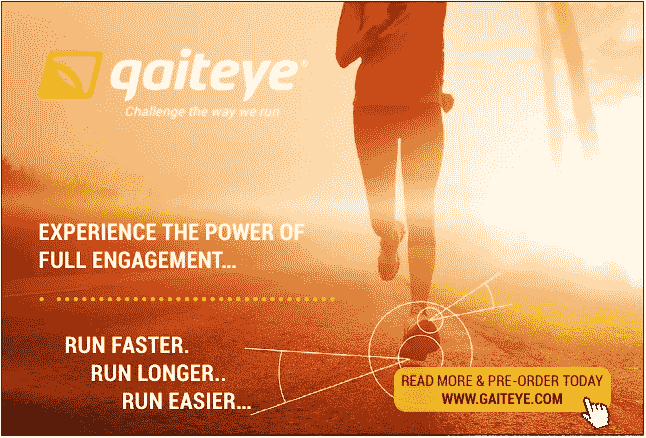 gaiteye®
Challenge the way we run
EXPERIENCE THE POWER OF
FULL ENGAGEMENT...
RUN FASTER.
RUN LONGER..
RUN EASIER...
READ MORE & PRE-ORDER TODAY
WWW.GAITEYE.COM